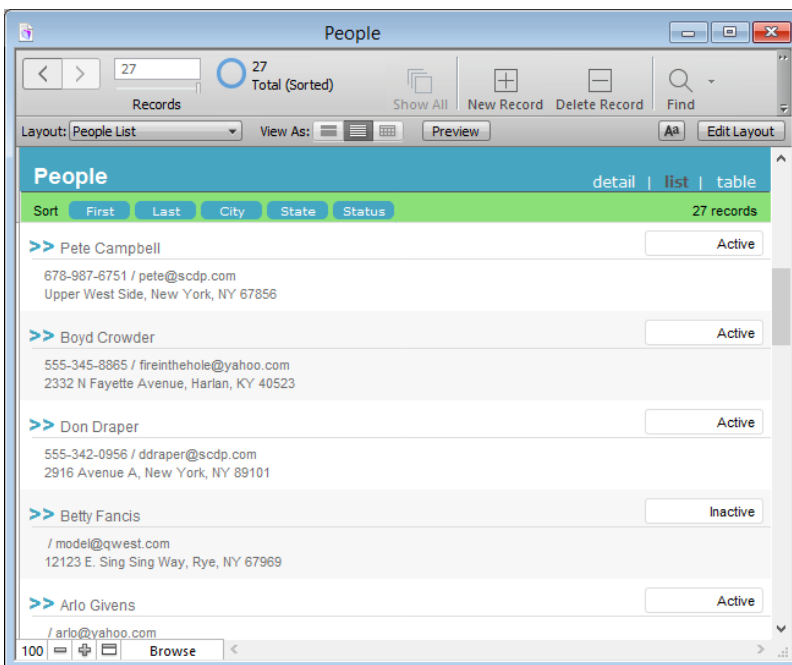 People
27
27
Total (Sorted)
Records
Show All
New Record
Delete Record
Find
Layout: People List
View As:
Preview
Aa
Edit Layout
People
detail | list | table
Sort First Last City State Status
27 records
>> Pete Campbell
Active
678-987-6751 / pete@scdp.com
Upper West Side, New York, NY 67856
>> Boyd Crowder
Active
555-345-8865 / fireinthehole@yahoo.com
2332 N Fayette Avenue, Harlan, KY 40523
>> Don Draper
Active
555-342-0956 / ddraper@scdp.com
2916 Avenue A, New York, NY 89101
>> Betty Fancis
Inactive
/ model@qwest.com
12123 E. Sing Sing Way, Rye, NY 67969
>> Arlo Givens
Active
/ arlo@yahoo.com
100
Browse